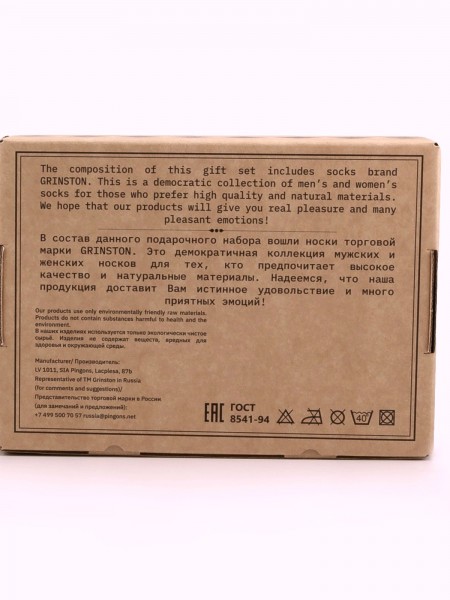 The composition of this gift set includes socks brand
GRINSTON. This is a democratic collection of men's and women's
socks for those who prefer high quality and natural materials.
We hope that our products will give you real pleasure and many
pleasant emotions!
В состав данного подарочного набора вошли носки торговой
марки GRINSTON. Это демократичная коллекция мужских и
женских носков для тех, кто предпочитает высокое
качество и натуральные материалы. Надеемся, что наша
продукция доставит Вам истинное удовольствие и много
приятных эмоций!
Our products use only environmentally friendly raw materials.
Products do not contain substances harmful to health and the
environment.
В наших изделиях используется только экологически чистое
сырьё. Изделия не содержат веществ, вредных для
здоровья и окружающей среды.
Manufacturer/ Производитель:
LV 1011, SIA Pingons, Lacplesa, 87b
Representative of TM Grinston in Russia
(for comments and suggestions)/
Представительство торговой марки в России
(для замечаний и предложений):
+7 499 500 70 57 russia@pingons.net
EAC ГОСТ
8541-94
40°